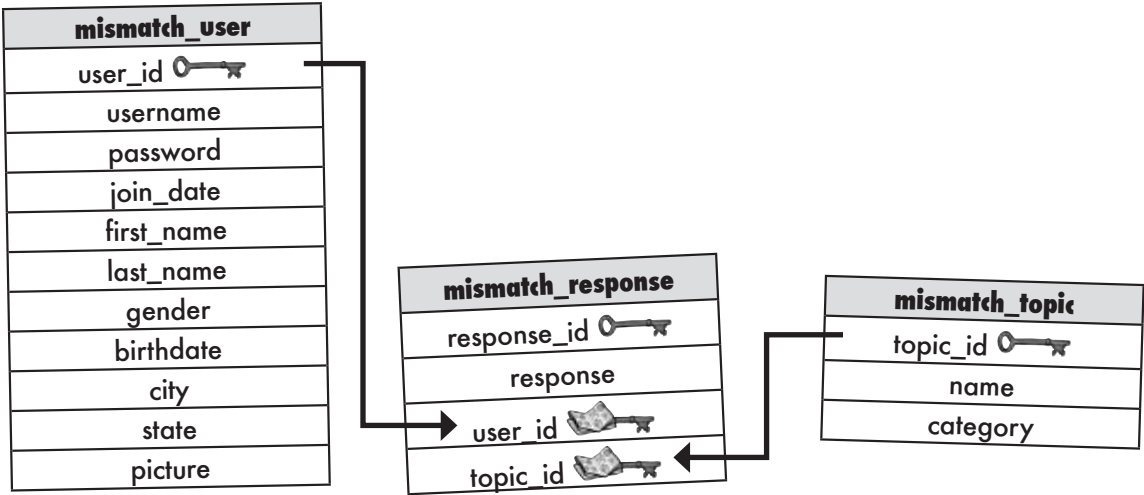 mismatch_user
user_id
username
password
join_date
first_name
last_name
gender
birthdate
city
state
picture
mismatch_response
response_id
response
user_id
topic_id
mismatch_topic
topic_id
name
category